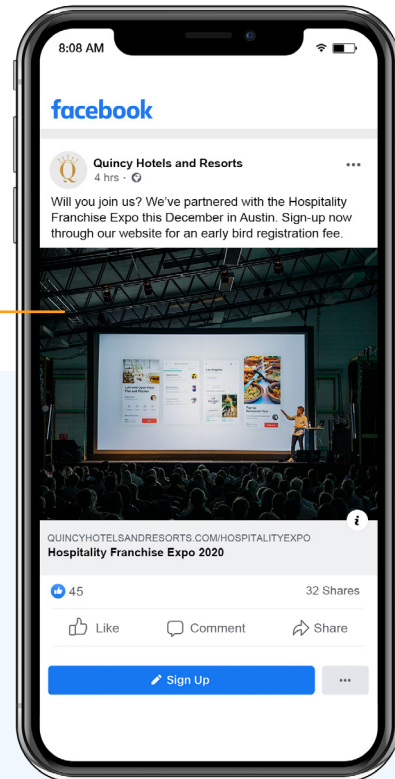 8:08 AM
facebook
Q
Quincy Hotels and Resorts
4 hrs ·
Will you join us? We've partnered with the Hospitality
Franchise Expo this December in Austin. Sign-up now
through our website for an early bird registration fee.
i
QUINCYHOTELSANDRESORTS.COM/HOSPITALITYEXPO
Hospitality Franchise Expo 2020
45
32 Shares
Like
Comment
Share
Sign Up